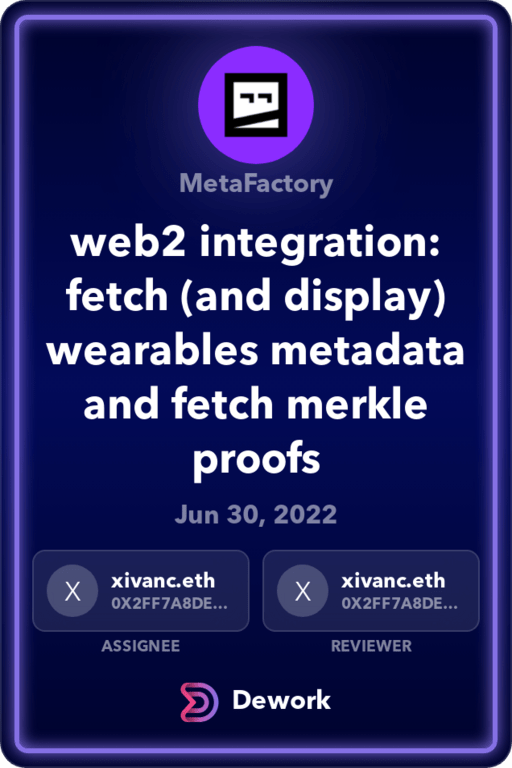 MetaFactory
web2 integration:
fetch (and display)
wearables metadata
and fetch merkle
proofs
Jun 30, 2022
X
xivanc.eth
0X2FF7A8DE...
ASSIGNEE
X
xivanc.eth
0X2FF7A8DE...
REVIEWER
Dework